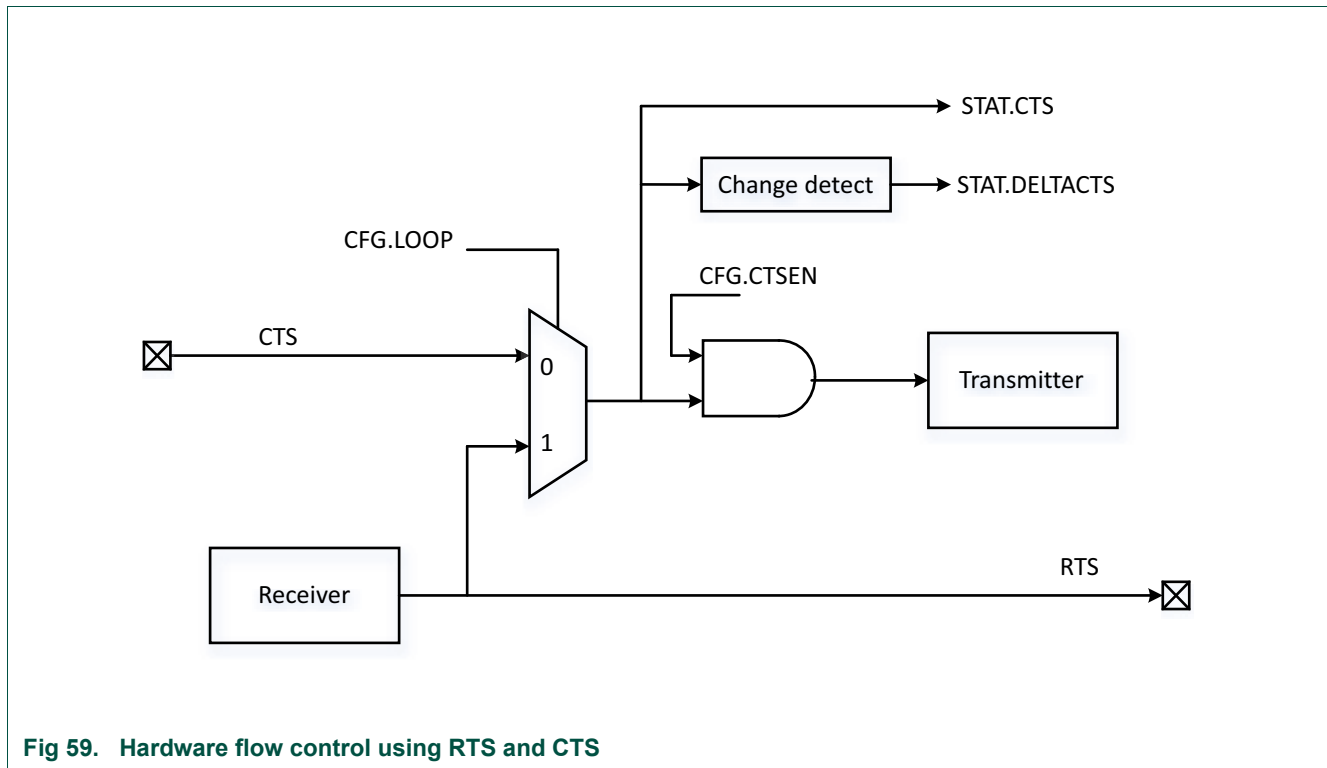 STAT.CTS
Change detect
STAT.DELTACTS
CFG.LOOP
CFG.CTSEN
CTS
0
Transmitter
1
RTS
Receiver
Fig 59. Hardware flow control using RTS and CTS